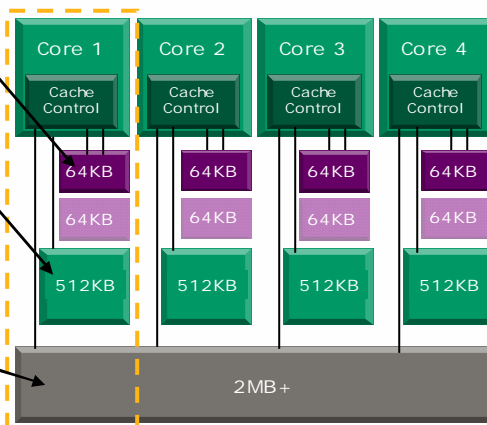 Core 1
Core 2
Core 3
Core 4
Cache
Control
Cache
Control
Cache
Control
Cache
Control
64KB
64KB
64KB
64KB
64KB
64KB
64KB
64KB
512KB
512KB
512KB
512KB
2MB+